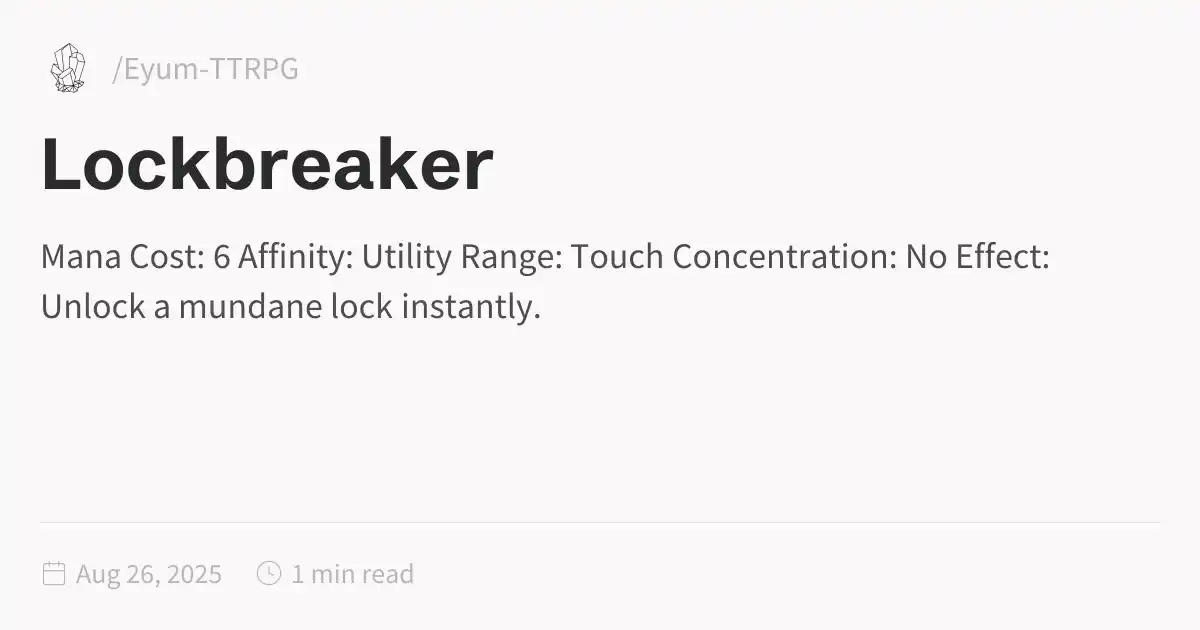 /Eyum-TTRPG
Lockbreaker
Mana Cost: 6 Affinity: Utility Range: Touch Concentration: No Effect:
Unlock a mundane lock instantly.
Aug 26, 2025 1 min read